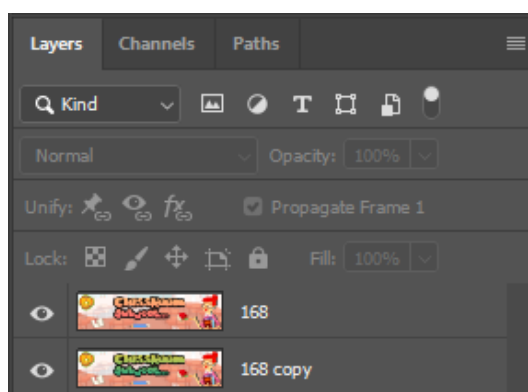 Layers Channels Paths
Kind
Normal Opacity: 100%
Unify: Propagate Frame 1
Lock: Fill: 100%
168
168 copy